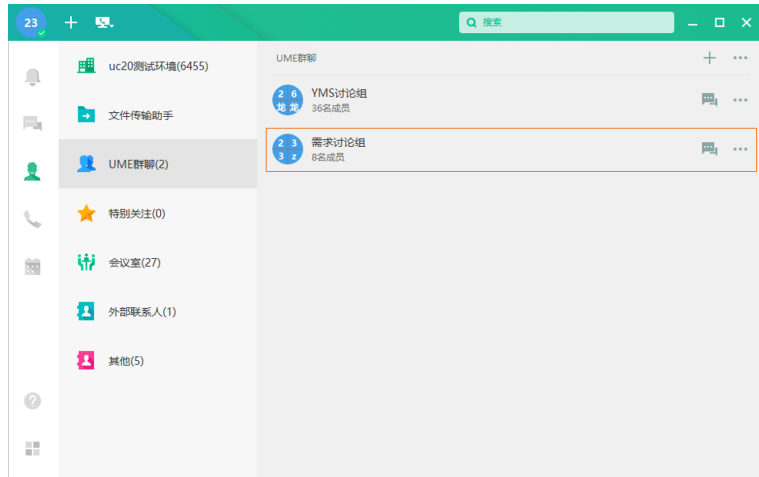 23
搜索
uc20测试环境(6455)
文件传输助手
UME群聊(2)
特别关注(0)
会议室(27)
外部联系人(1)
其他(5)
UME群聊
2 6
龙 龙
YMS讨论组
36名成员
2 3
3 z
需求讨论组
8名成员